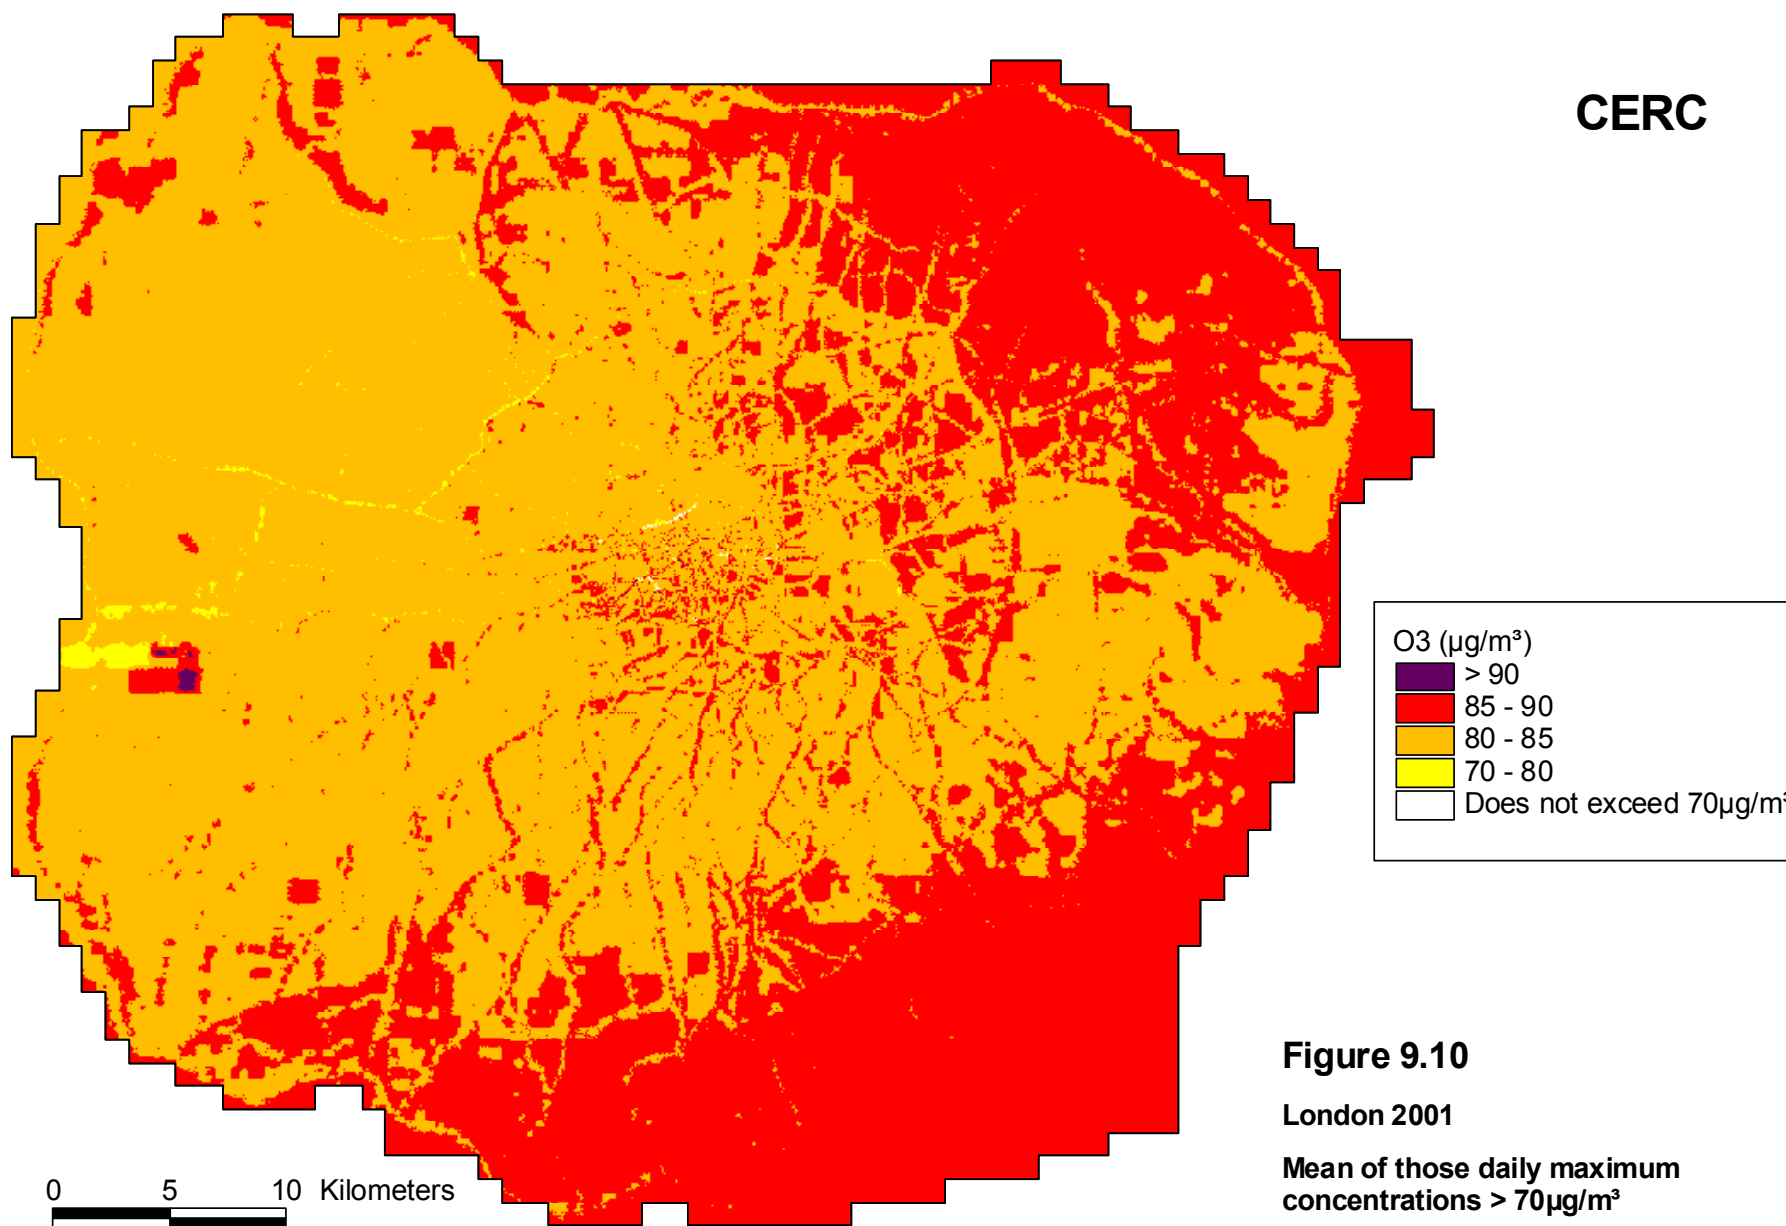 CERC
O3 (µg/m³)
> 90
85 - 90
80 - 85
70 - 80
Does not exceed 70µg/m³
Figure 9.10
London 2001
Mean of those daily maximum
concentrations > 70µg/m³
0 5 10 Kilometers